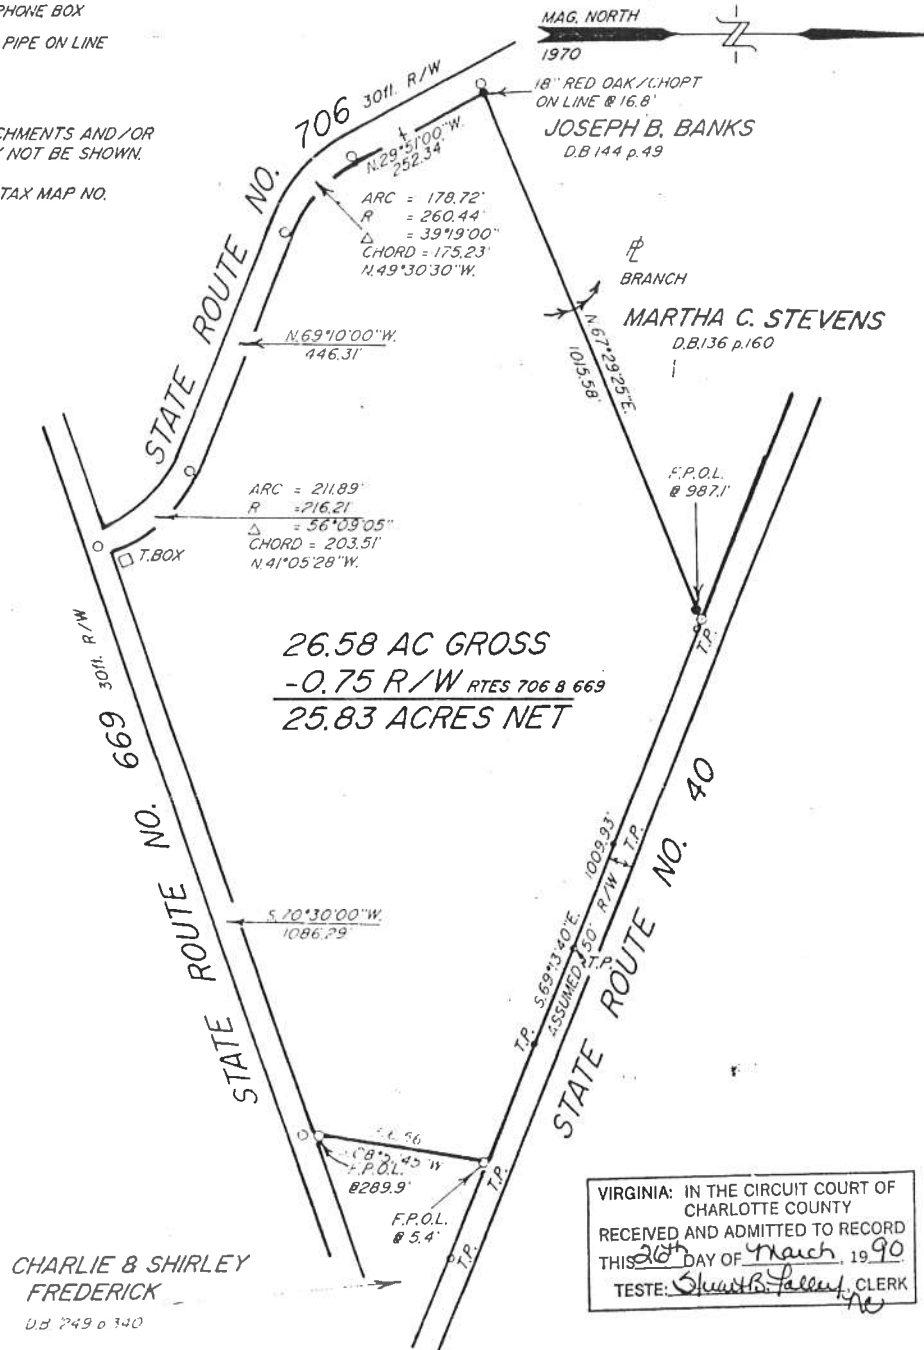 PHONE BOX
PIPE ON LINE
CHMENTS AND/OR
NOT BE SHOWN.
TAX MAP NO.
MAG. NORTH
1970
18" RED OAK/CHOPT
ON LINE @ 16.8'
JOSEPH B. BANKS
D.B 144 p.49
STATE ROUTE NO. 706 30ft. R/W
N.29°51'00"W.
252.34'
ARC = 178.72'
R = 260.44'
Δ = 39°19'00"
CHORD = 175.23'
N.49°30'30"W.
℄
BRANCH
MARTHA C. STEVENS
D.B.136 p.160
N.67°29'25"E.
1015.58'
N.69°10'00"W.
446.31'
F.P.O.L.
@ 987.1'
ARC = 211.89'
R = 216.21'
Δ = 56°09'05"
CHORD = 203.51'
N.41°05'28"W.
T.BOX
T.P.
26.58 AC GROSS
-0.75 R/W RTES 706 & 669
25.83 ACRES NET
STATE ROUTE NO. 669 30ft. R/W
STATE ROUTE NO. 40
S.69°13'40"E. 1009.93'
ASSUMED 50' R/W
T.P.
T.P.
T.P.
S.70°30'00"W.
1086.29'
F.P.O.L.
@289.9'
F.P.O.L.
@ 5.4'
T.P.
T.P.
CHARLIE & SHIRLEY
FREDERICK
D.B. 249 p 340
VIRGINIA: IN THE CIRCUIT COURT OF
CHARLOTTE COUNTY
RECEIVED AND ADMITTED TO RECORD
THIS 26th DAY OF March, 1990.
TESTE: Stuart B. Fallen, CLERK